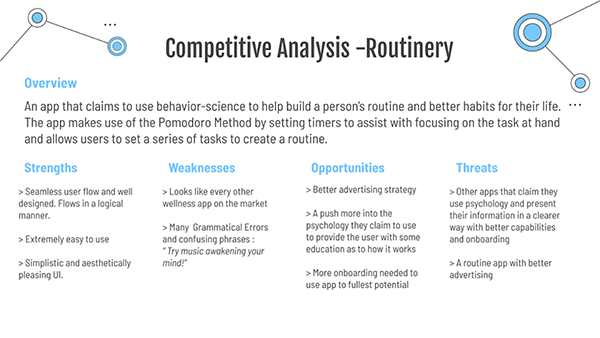 Competitive Analysis -Routinery
Overview
An app that claims to use behavior-science to help build a person's routine and better habits for their life.
The app makes use of the Pomodoro Method by setting timers to assist with focusing on the task at hand
and allows users to set a series of tasks to create a routine.
Strengths
> Seamless user flow and well
designed. Flows in a logical
manner.
> Extremely easy to use
> Simplistic and aesthetically
pleasing UI.
Weaknesses
> Looks like every other
wellness app on the market
> Many Grammatical Errors
and confusing phrases :
" Try music awakening your
mind!"
Opportunities
> Better advertising strategy
> A push more into the
psychology they claim to use
to provide the user with some
education as to how it works
> More onboarding needed to
use app to fullest potential
Threats
> Other apps that claim they
use psychology and present
their information in a clearer
way with better capabilities
and onboarding
> A routine app with better
advertising